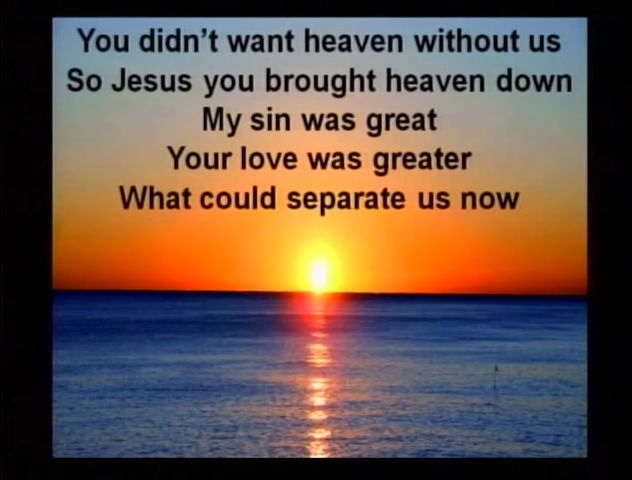 You didn't want heaven without us
So Jesus you brought heaven down
My sin was great
Your love was greater
What could separate us now